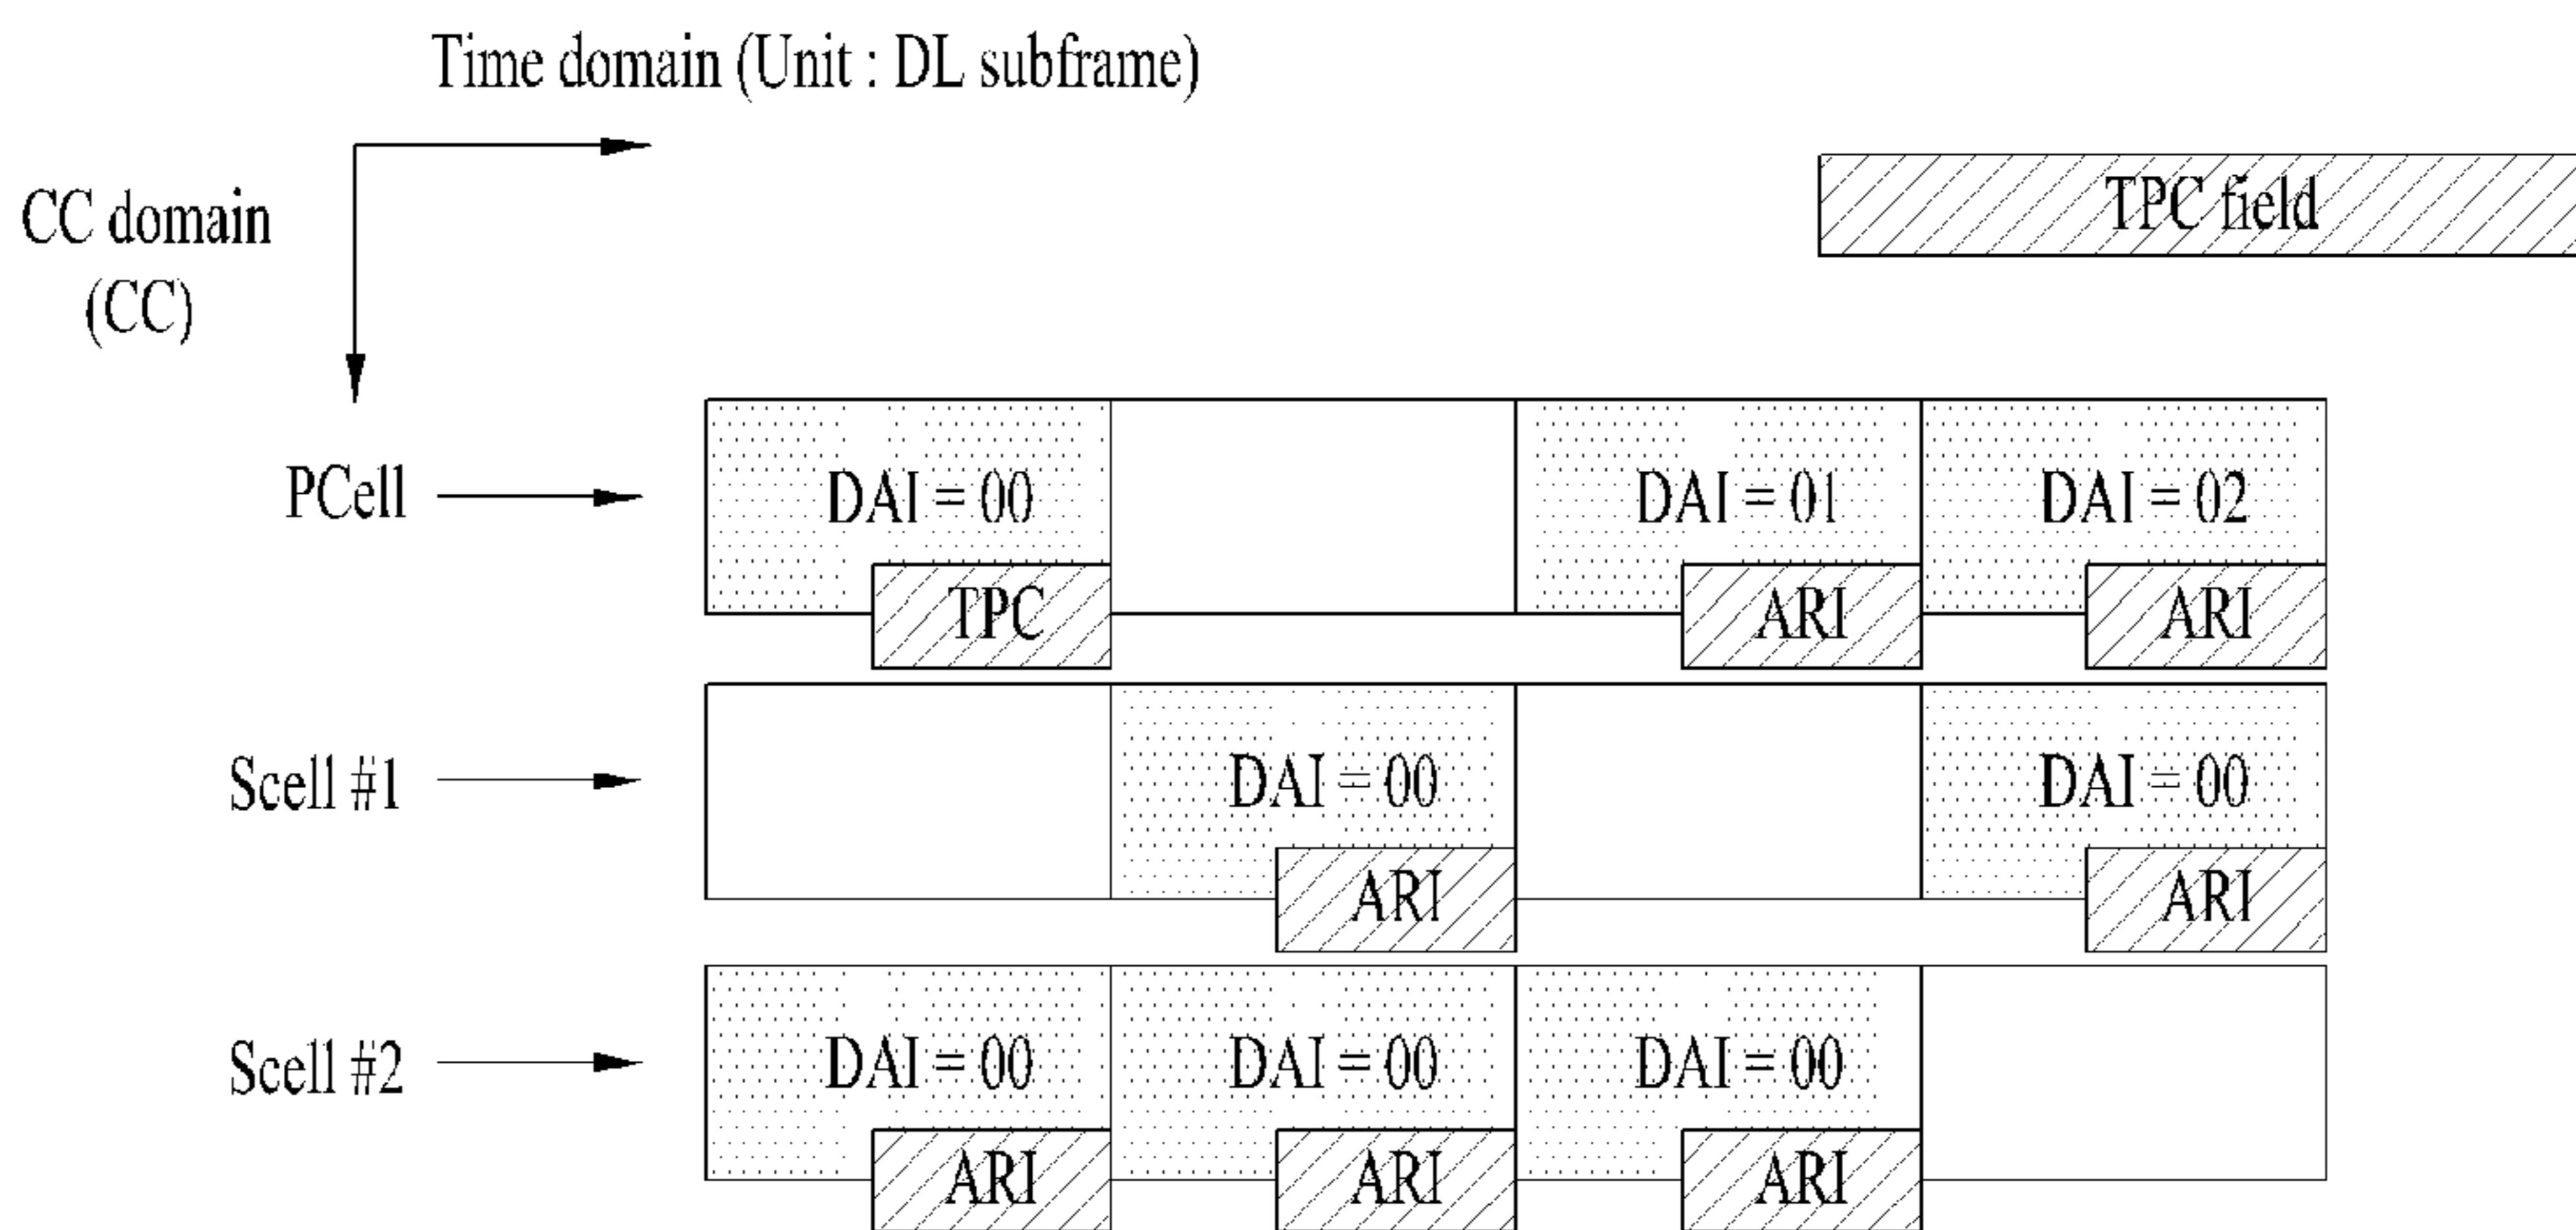 Time domain (Unit : DL subframe)
CC domain
(CC)
TPC field
PCell
DAI = 00
DAI = 01
DAI = 02
TPC
ARI
ARI
Scell #1
DAI = 00
DAI = 00
ARI
ARI
Scell #2
DAI = 00
DAI = 00
DAI = 00
ARI
ARI
ARI